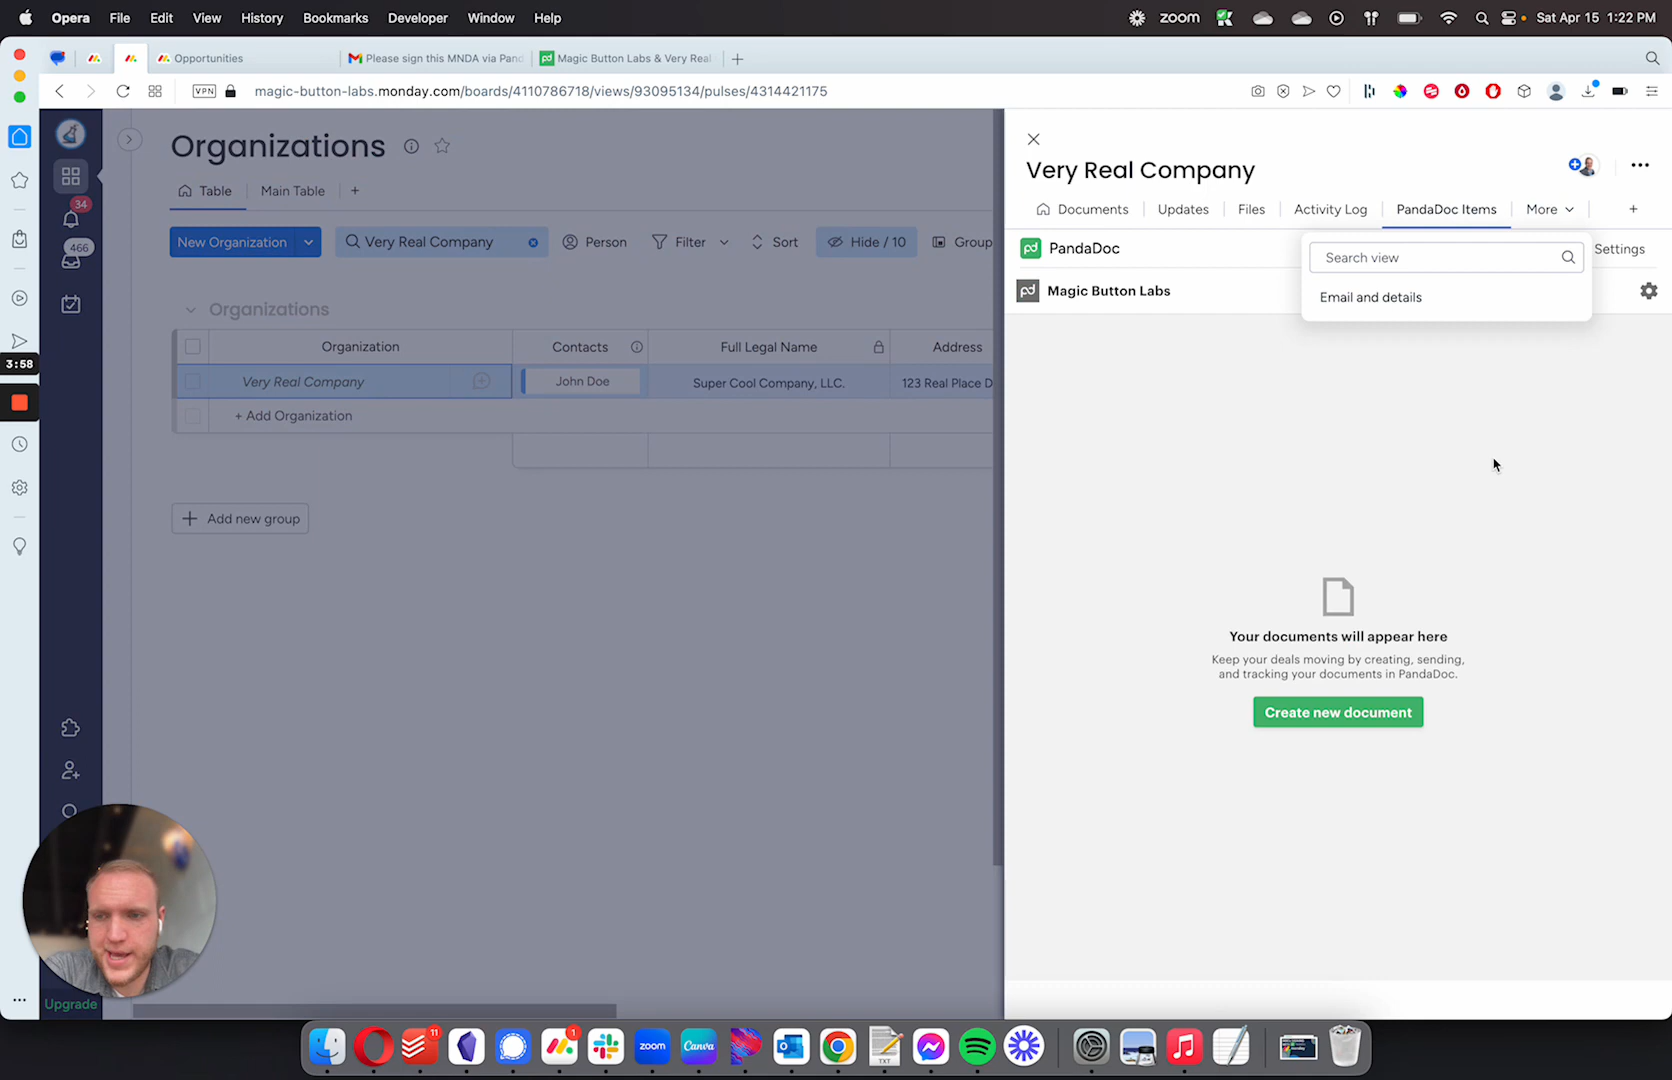 Opera File Edit View History Bookmarks Developer Window Help
zoom
Sat Apr 15 1:22 PM
Opportunities
Please sign this MNDA via Pand
Magic Button Labs & Very Real
VPN
magic-button-labs.monday.com/boards/4110786718/views/93095134/pulses/4314421175
34
466
3:58
Upgrade
Organizations
Table
Main Table
New Organization
Very Real Company
Person
Filter
Sort
Hide / 10
Group
Organizations
Organization
Contacts
Full Legal Name
Address
Very Real Company
John Doe
Super Cool Company, LLC.
123 Real Place D
+ Add Organization
Add new group
Very Real Company
Documents
Updates
Files
Activity Log
PandaDoc Items
More
pd
PandaDoc
Settings
Search view
Email and details
pd
Magic Button Labs
Your documents will appear here
Keep your deals moving by creating, sending,
and tracking your documents in PandaDoc.
Create new document
11
1
zoom
Canva
TXT